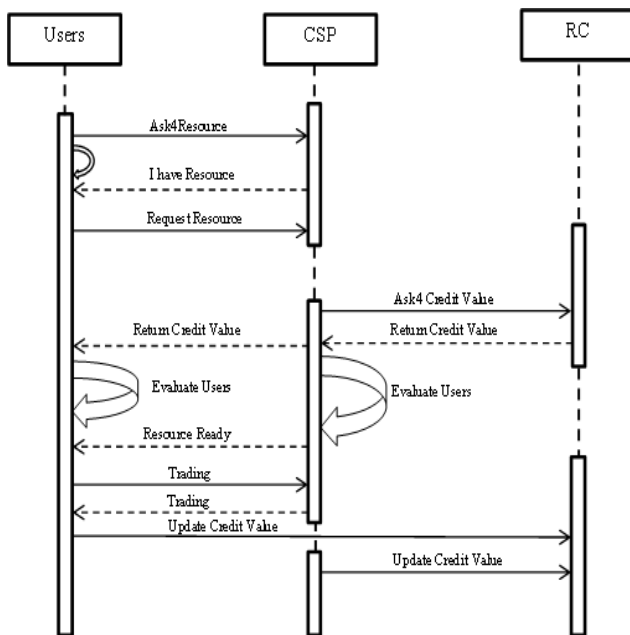 Users
CSP
RC
Ask4Resource
I have Resource
Request Resource
Ask4 Credit Value
Return Credit Value
Return Credit Value
Evaluate Users
Evaluate Users
Resource Ready
Trading
Trading
Update Credit Value
Update Credit Value